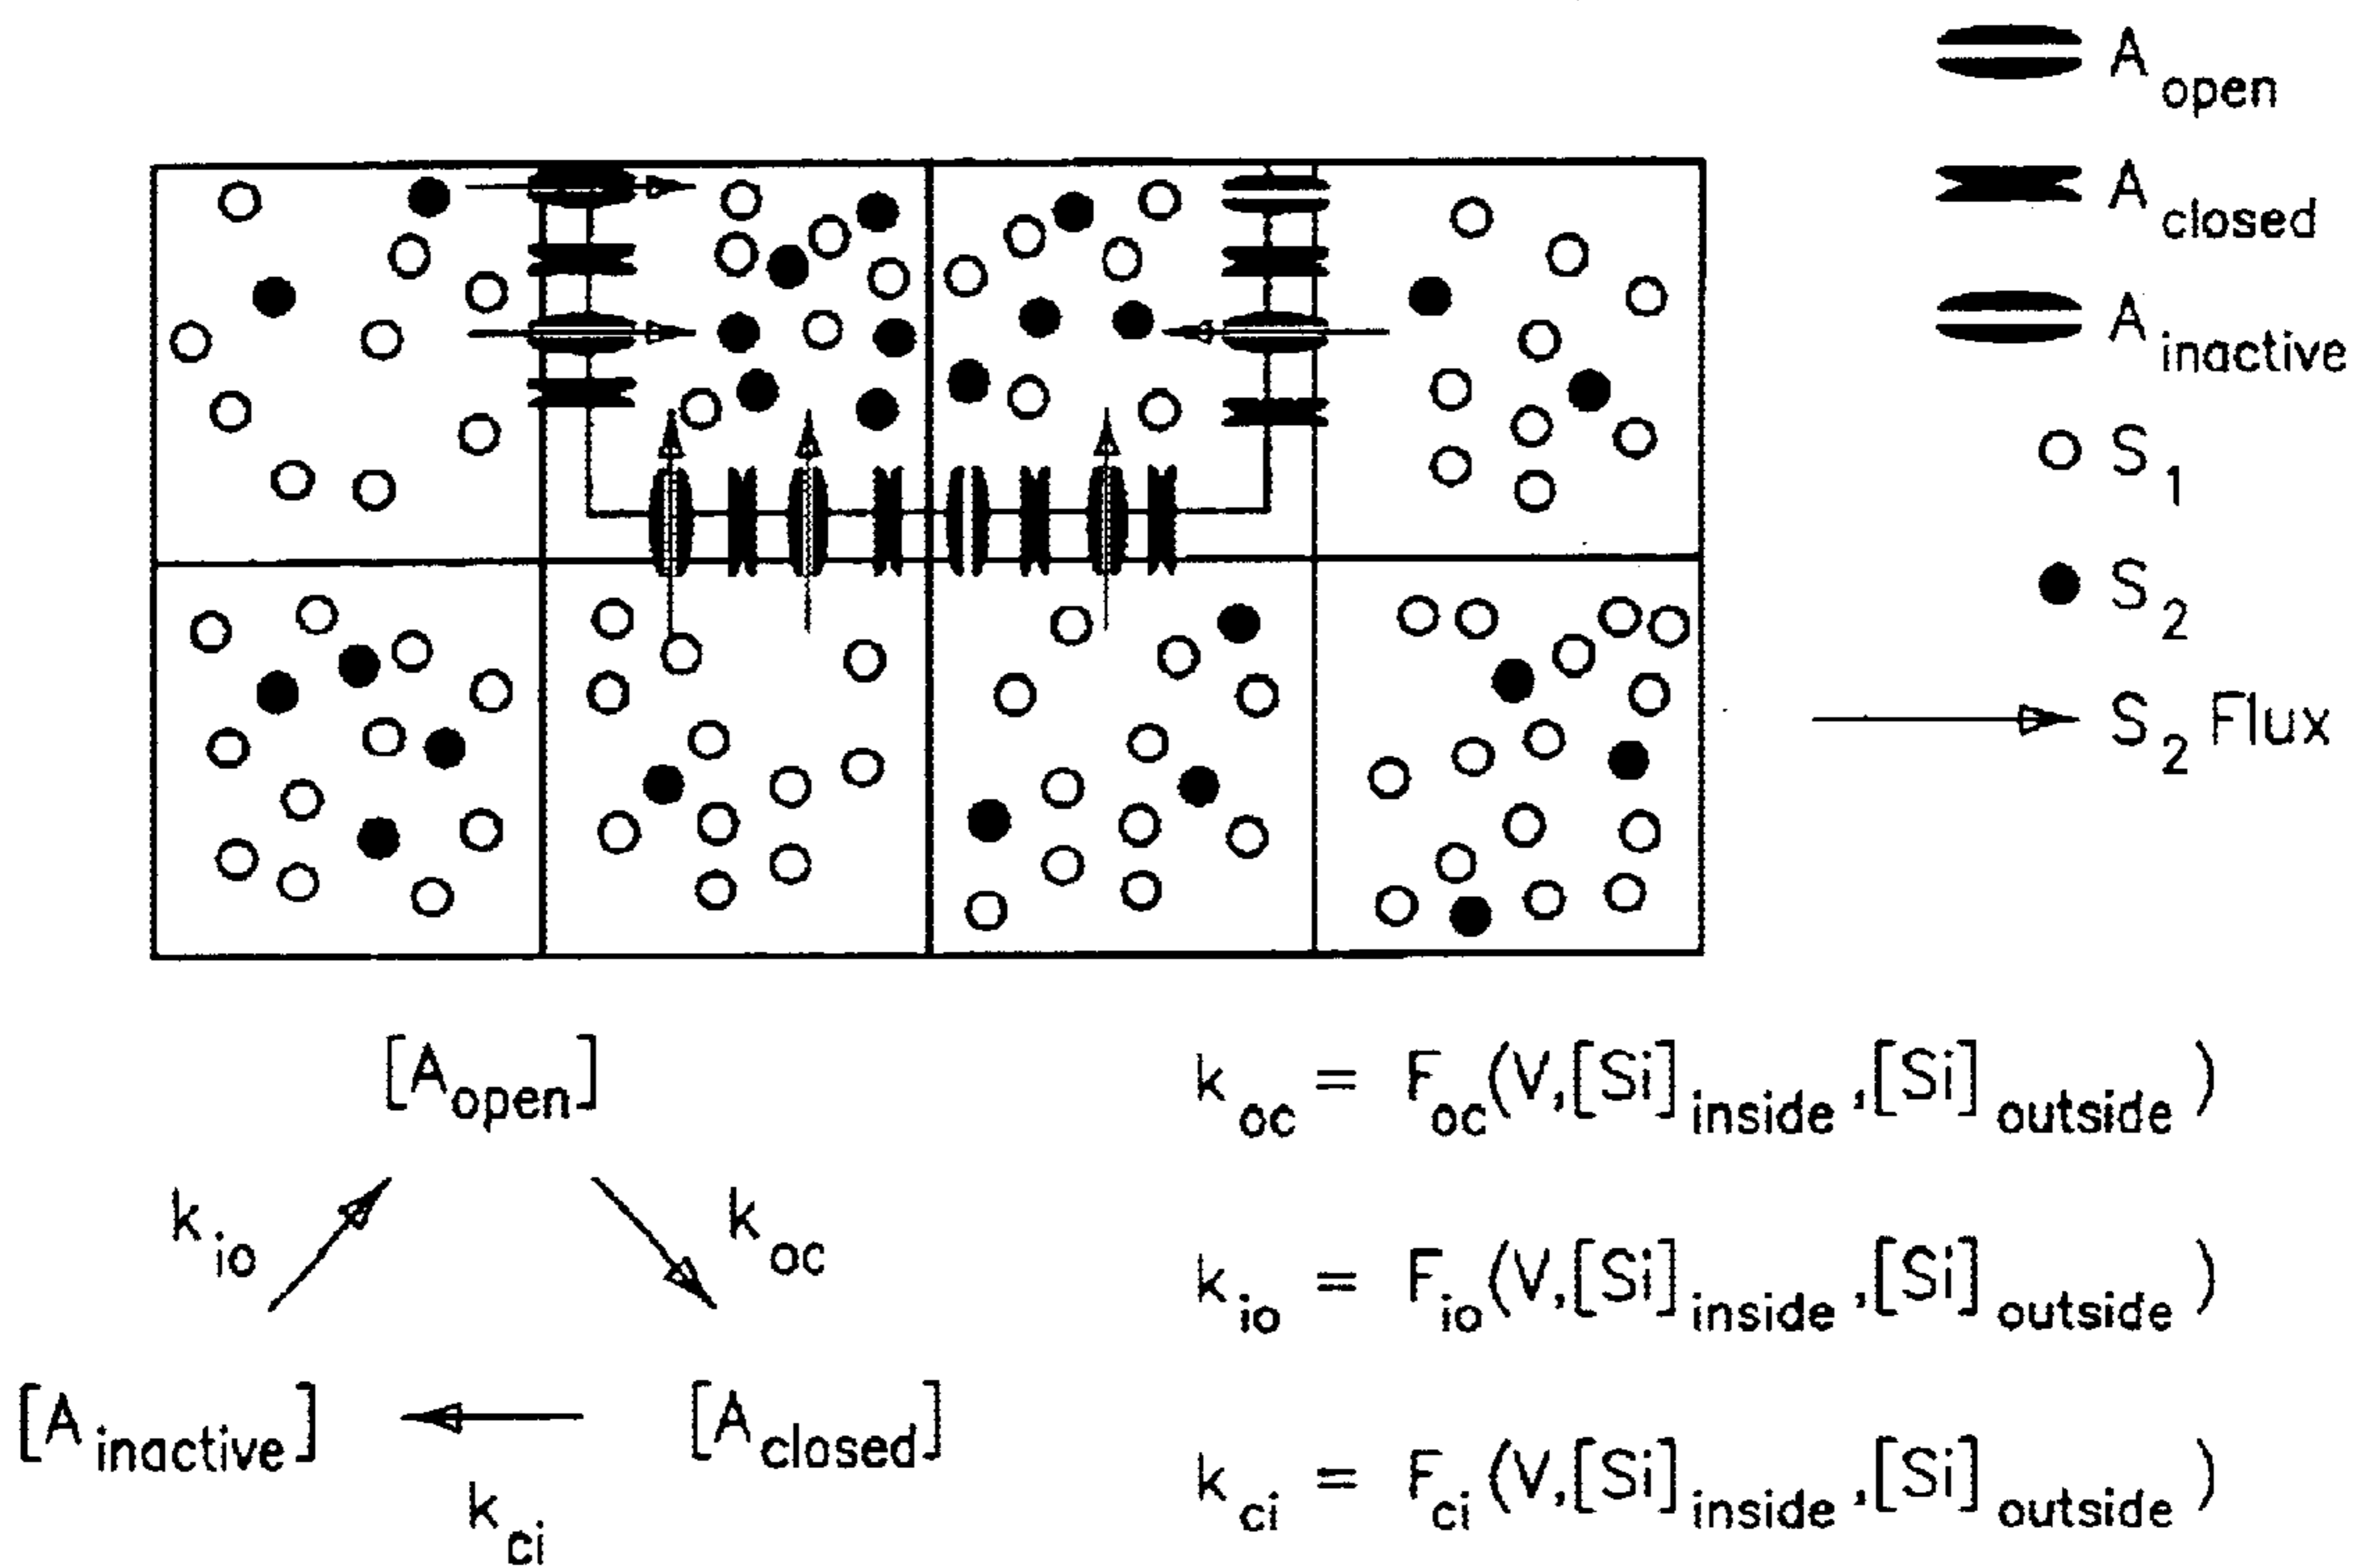 A open
A closed
A inactive
S 1
S 2
S 2 Flux
[A open]
k io
k oc
[A inactive]
[A closed]
k ci
k oc = F oc (V,[Si] inside ,[Si] outside )
k io = F io (V,[Si] inside ,[Si] outside )
k ci = F ci (V,[Si] inside ,[Si] outside )